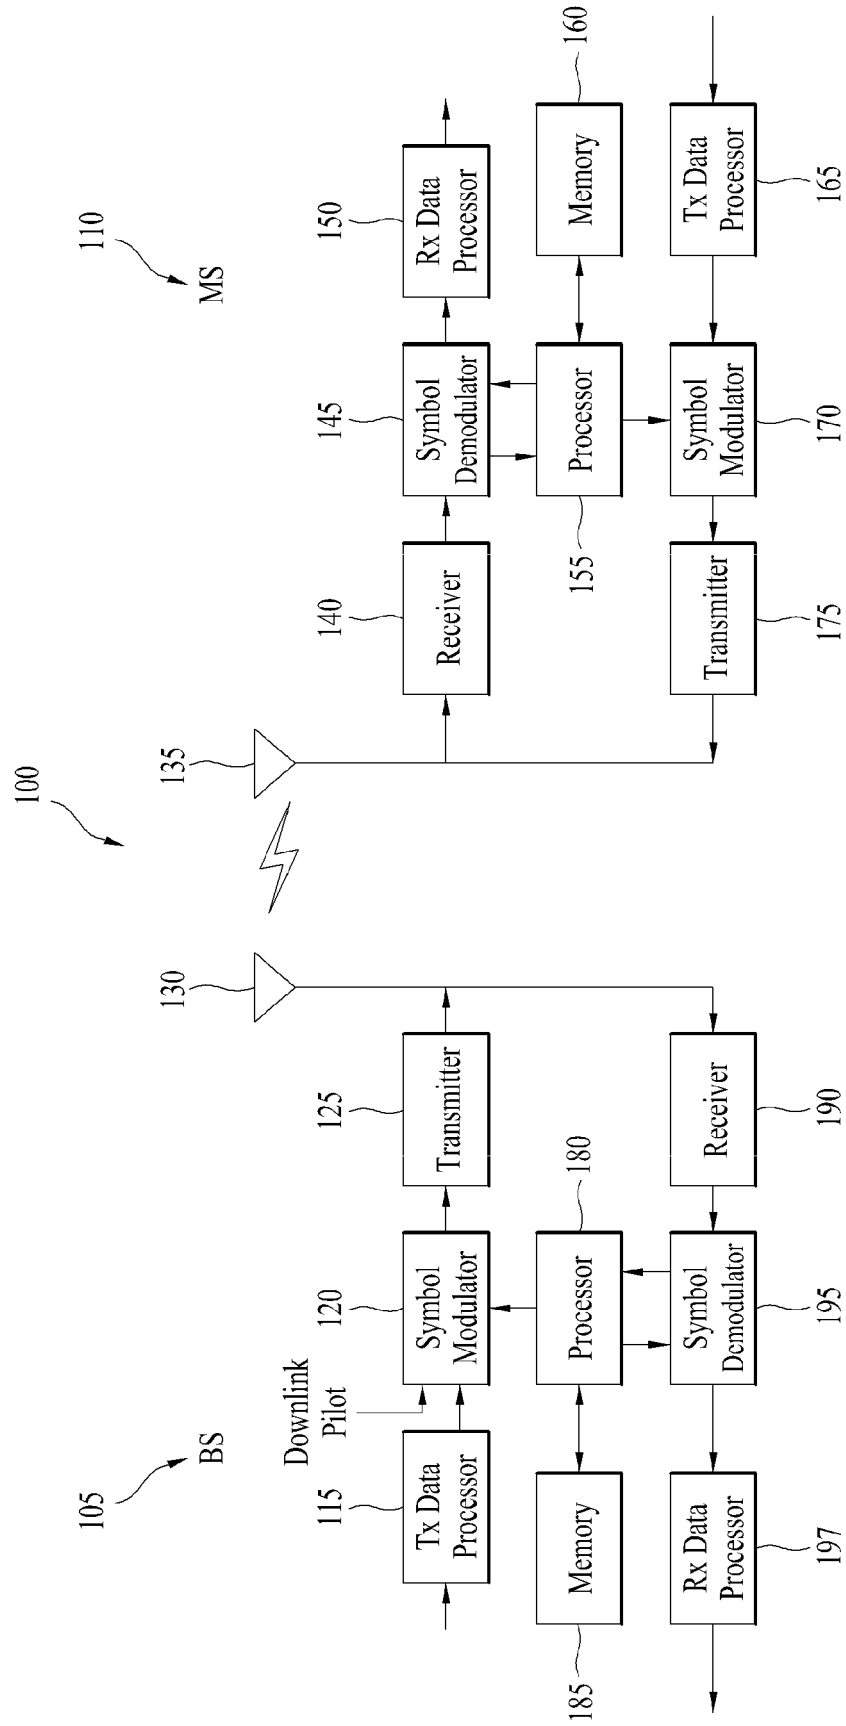 100
105
BS
110
MS
130
135
Downlink
Pilot
115
Tx Data
Processor
120
Symbol
Modulator
125
Transmitter
140
Receiver
145
Symbol
Demodulator
150
Rx Data
Processor
185
Memory
Processor
180
155
Processor
Memory
160
Rx Data
Processor
197
Symbol
Demodulator
195
Receiver
190
Transmitter
175
Symbol
Modulator
170
Tx Data
Processor
165